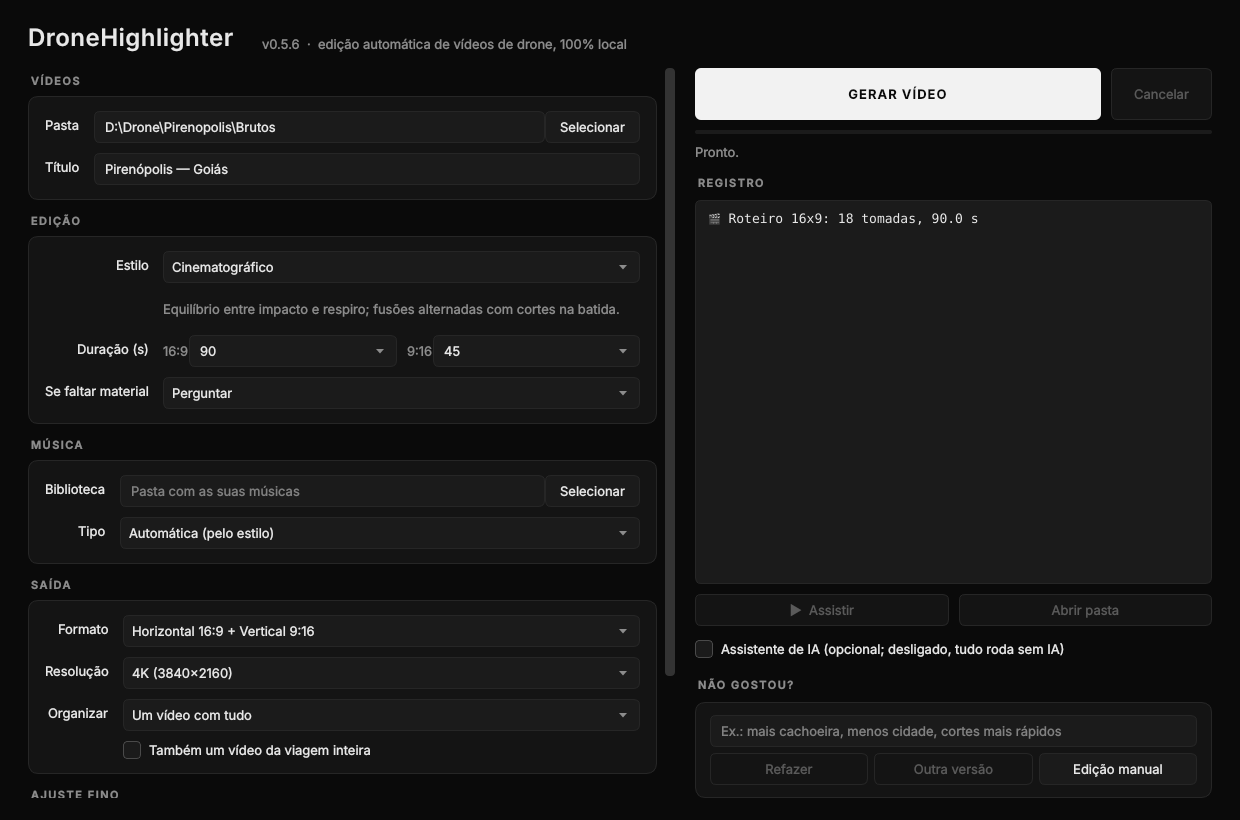 DroneHighlighter
v0.5.6 · edição automática de vídeos de drone, 100% local
VÍDEOS
Pasta D:\Drone\Pirenopolis\Brutos Selecionar
Título Pirenópolis — Goiás
EDIÇÃO
Estilo Cinematográfico
Equilíbrio entre impacto e respiro; fusões alternadas com cortes na batida.
Duração (s) 16:9 90 9:16 45
Se faltar material Perguntar
MÚSICA
Biblioteca Pasta com as suas músicas Selecionar
Tipo Automática (pelo estilo)
SAÍDA
Formato Horizontal 16:9 + Vertical 9:16
Resolução 4K (3840×2160)
Organizar Um vídeo com tudo
Também um vídeo da viagem inteira
AJUSTE FINO
GERAR VÍDEO Cancelar
Pronto.
REGISTRO
🎬 Roteiro 16x9: 18 tomadas, 90.0 s
▶ Assistir Abrir pasta
Assistente de IA (opcional; desligado, tudo roda sem IA)
NÃO GOSTOU?
Ex.: mais cachoeira, menos cidade, cortes mais rápidos
Refazer Outra versão Edição manual